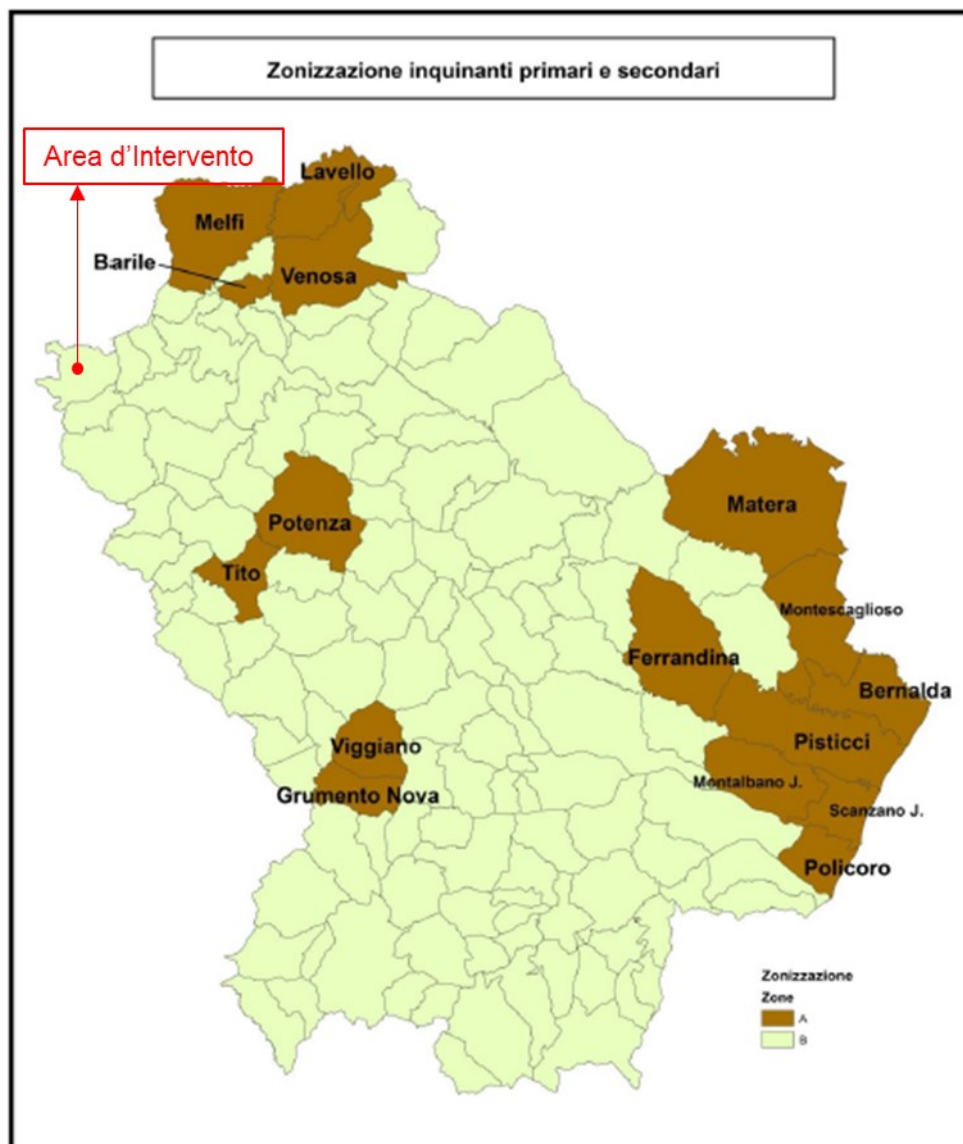 Zonizzazione inquinanti primari e secondari
Area d'Intervento
Lavello
Melfi
Barile
Venosa
Matera
Potenza
Tito
Montescaglioso
Ferrandina
Bernalda
Viggiano
Pisticci
Montalbano J.
Grumento Nova
Scanzano J.
Policoro
Zonizzazione
Zone
A
B